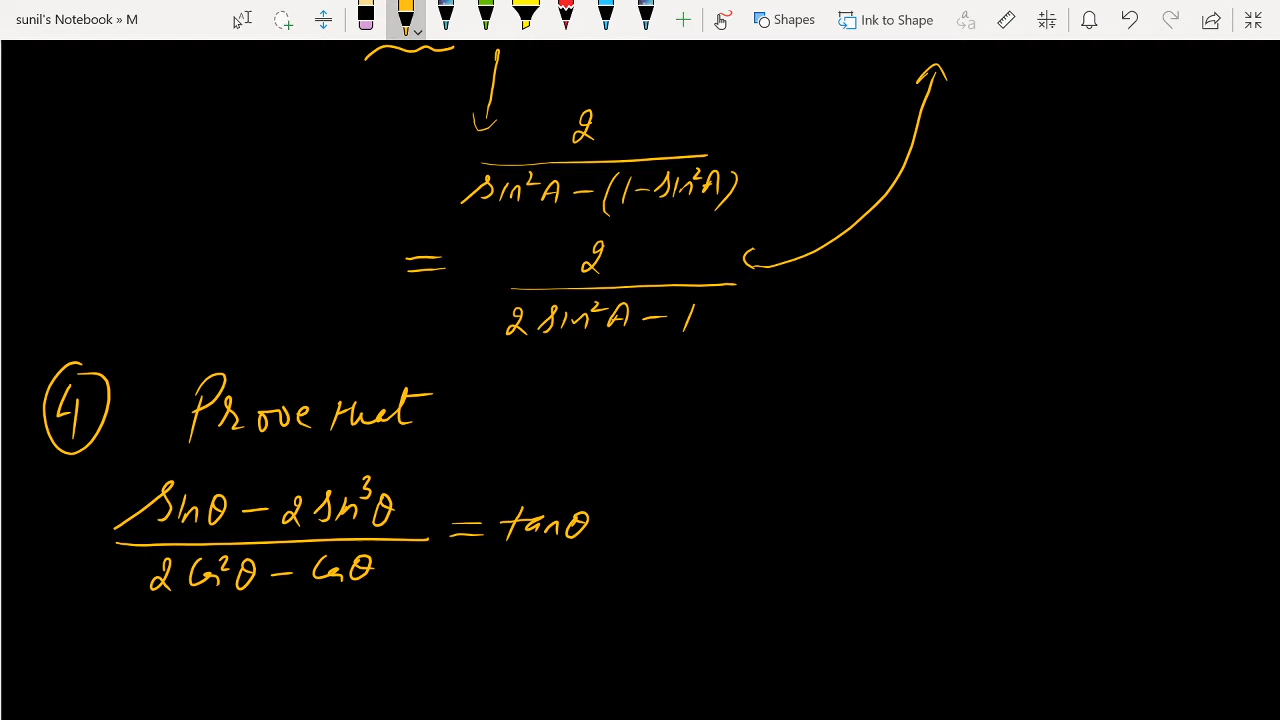 sunil's Notebook » M
Shapes
Ink to Shape
2
sin²A - (1 - sin²A)
= 2
2 sin²A - 1
4 Prove that
sinθ - 2 sin³θ
= tanθ
2 cos²θ - cosθ